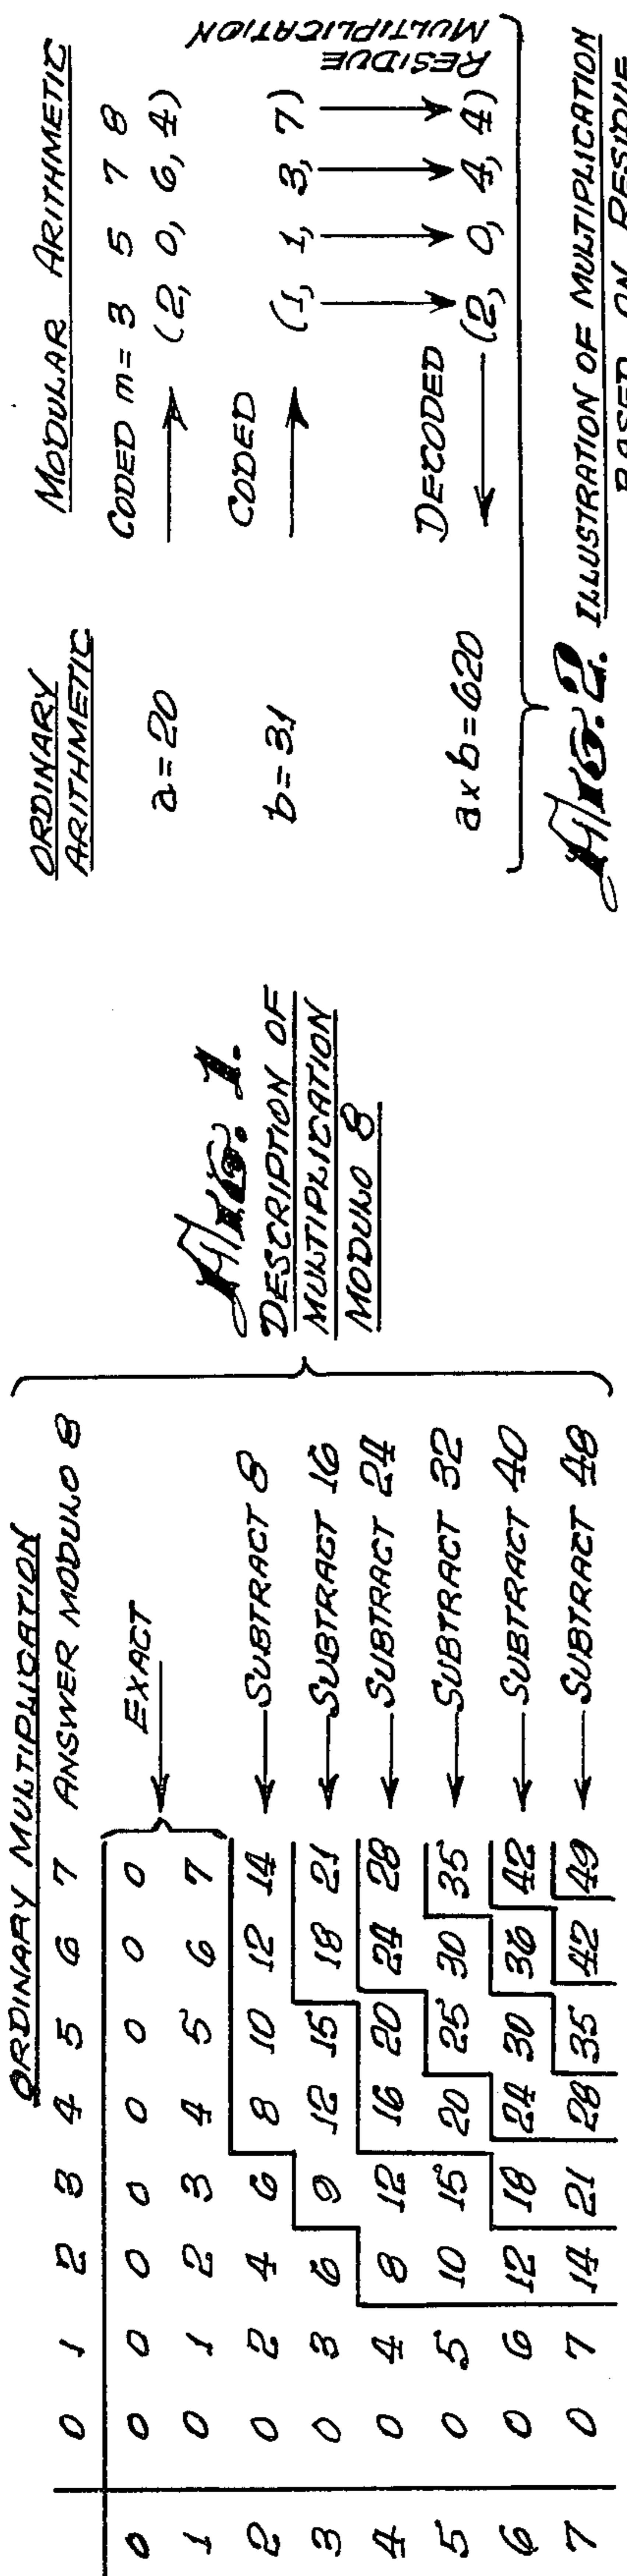 ORDINARY MULTIPLICATION
0 1 2 3 4 5 6 7 ANSWER MODULO 8
0 0 0 0 0 0 0 0 0 EXACT
1 0 1 2 3 4 5 6 7
2 0 2 4 6 8 10 12 14 SUBTRACT 8
3 0 3 6 9 12 15 18 21 SUBTRACT 16
4 0 4 8 12 16 20 24 28 SUBTRACT 24
5 0 5 10 15 20 25 30 35 SUBTRACT 32
6 0 6 12 18 24 30 36 42 SUBTRACT 40
7 0 7 14 21 28 35 42 49 SUBTRACT 48
Fig. 1.
DESCRIPTION OF
MULTIPLICATION
MODULO 8
ORDINARY
ARITHMETIC
MODULAR ARITHMETIC
CODED m = 3 5 7 8
a = 20 (2, 0, 6, 4)
CODED
b = 31 (1, 1, 3, 7)
RESIDUE
MULTIPLICATION
DECODED
a x b = 620 (2, 0, 4, 4)
Fig. 2. ILLUSTRATION OF MULTIPLICATION
BASED ON RESIDUE